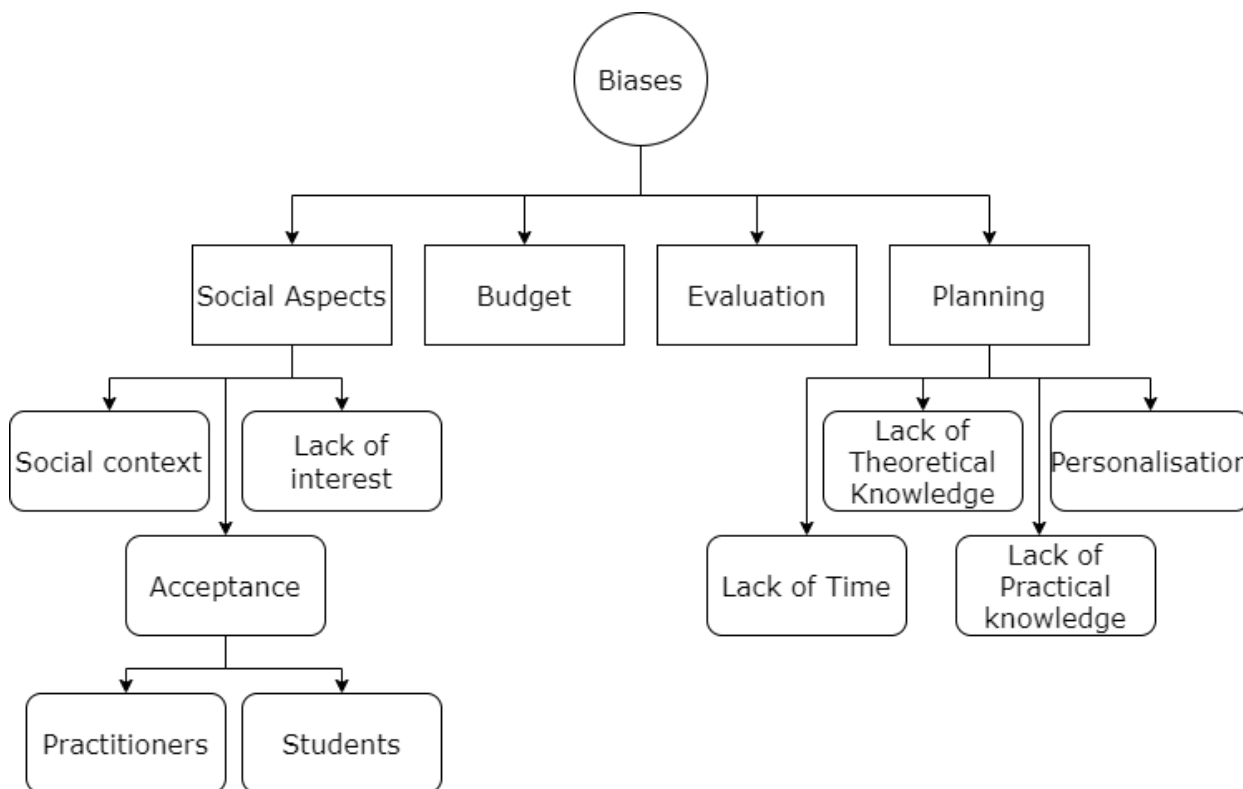 Biases
Social Aspects
Budget
Evaluation
Planning
Social context
Lack of
interest
Lack of
Theoretical
Knowledge
Personalisation
Acceptance
Lack of Time
Lack of
Practical
knowledge
Practitioners
Students